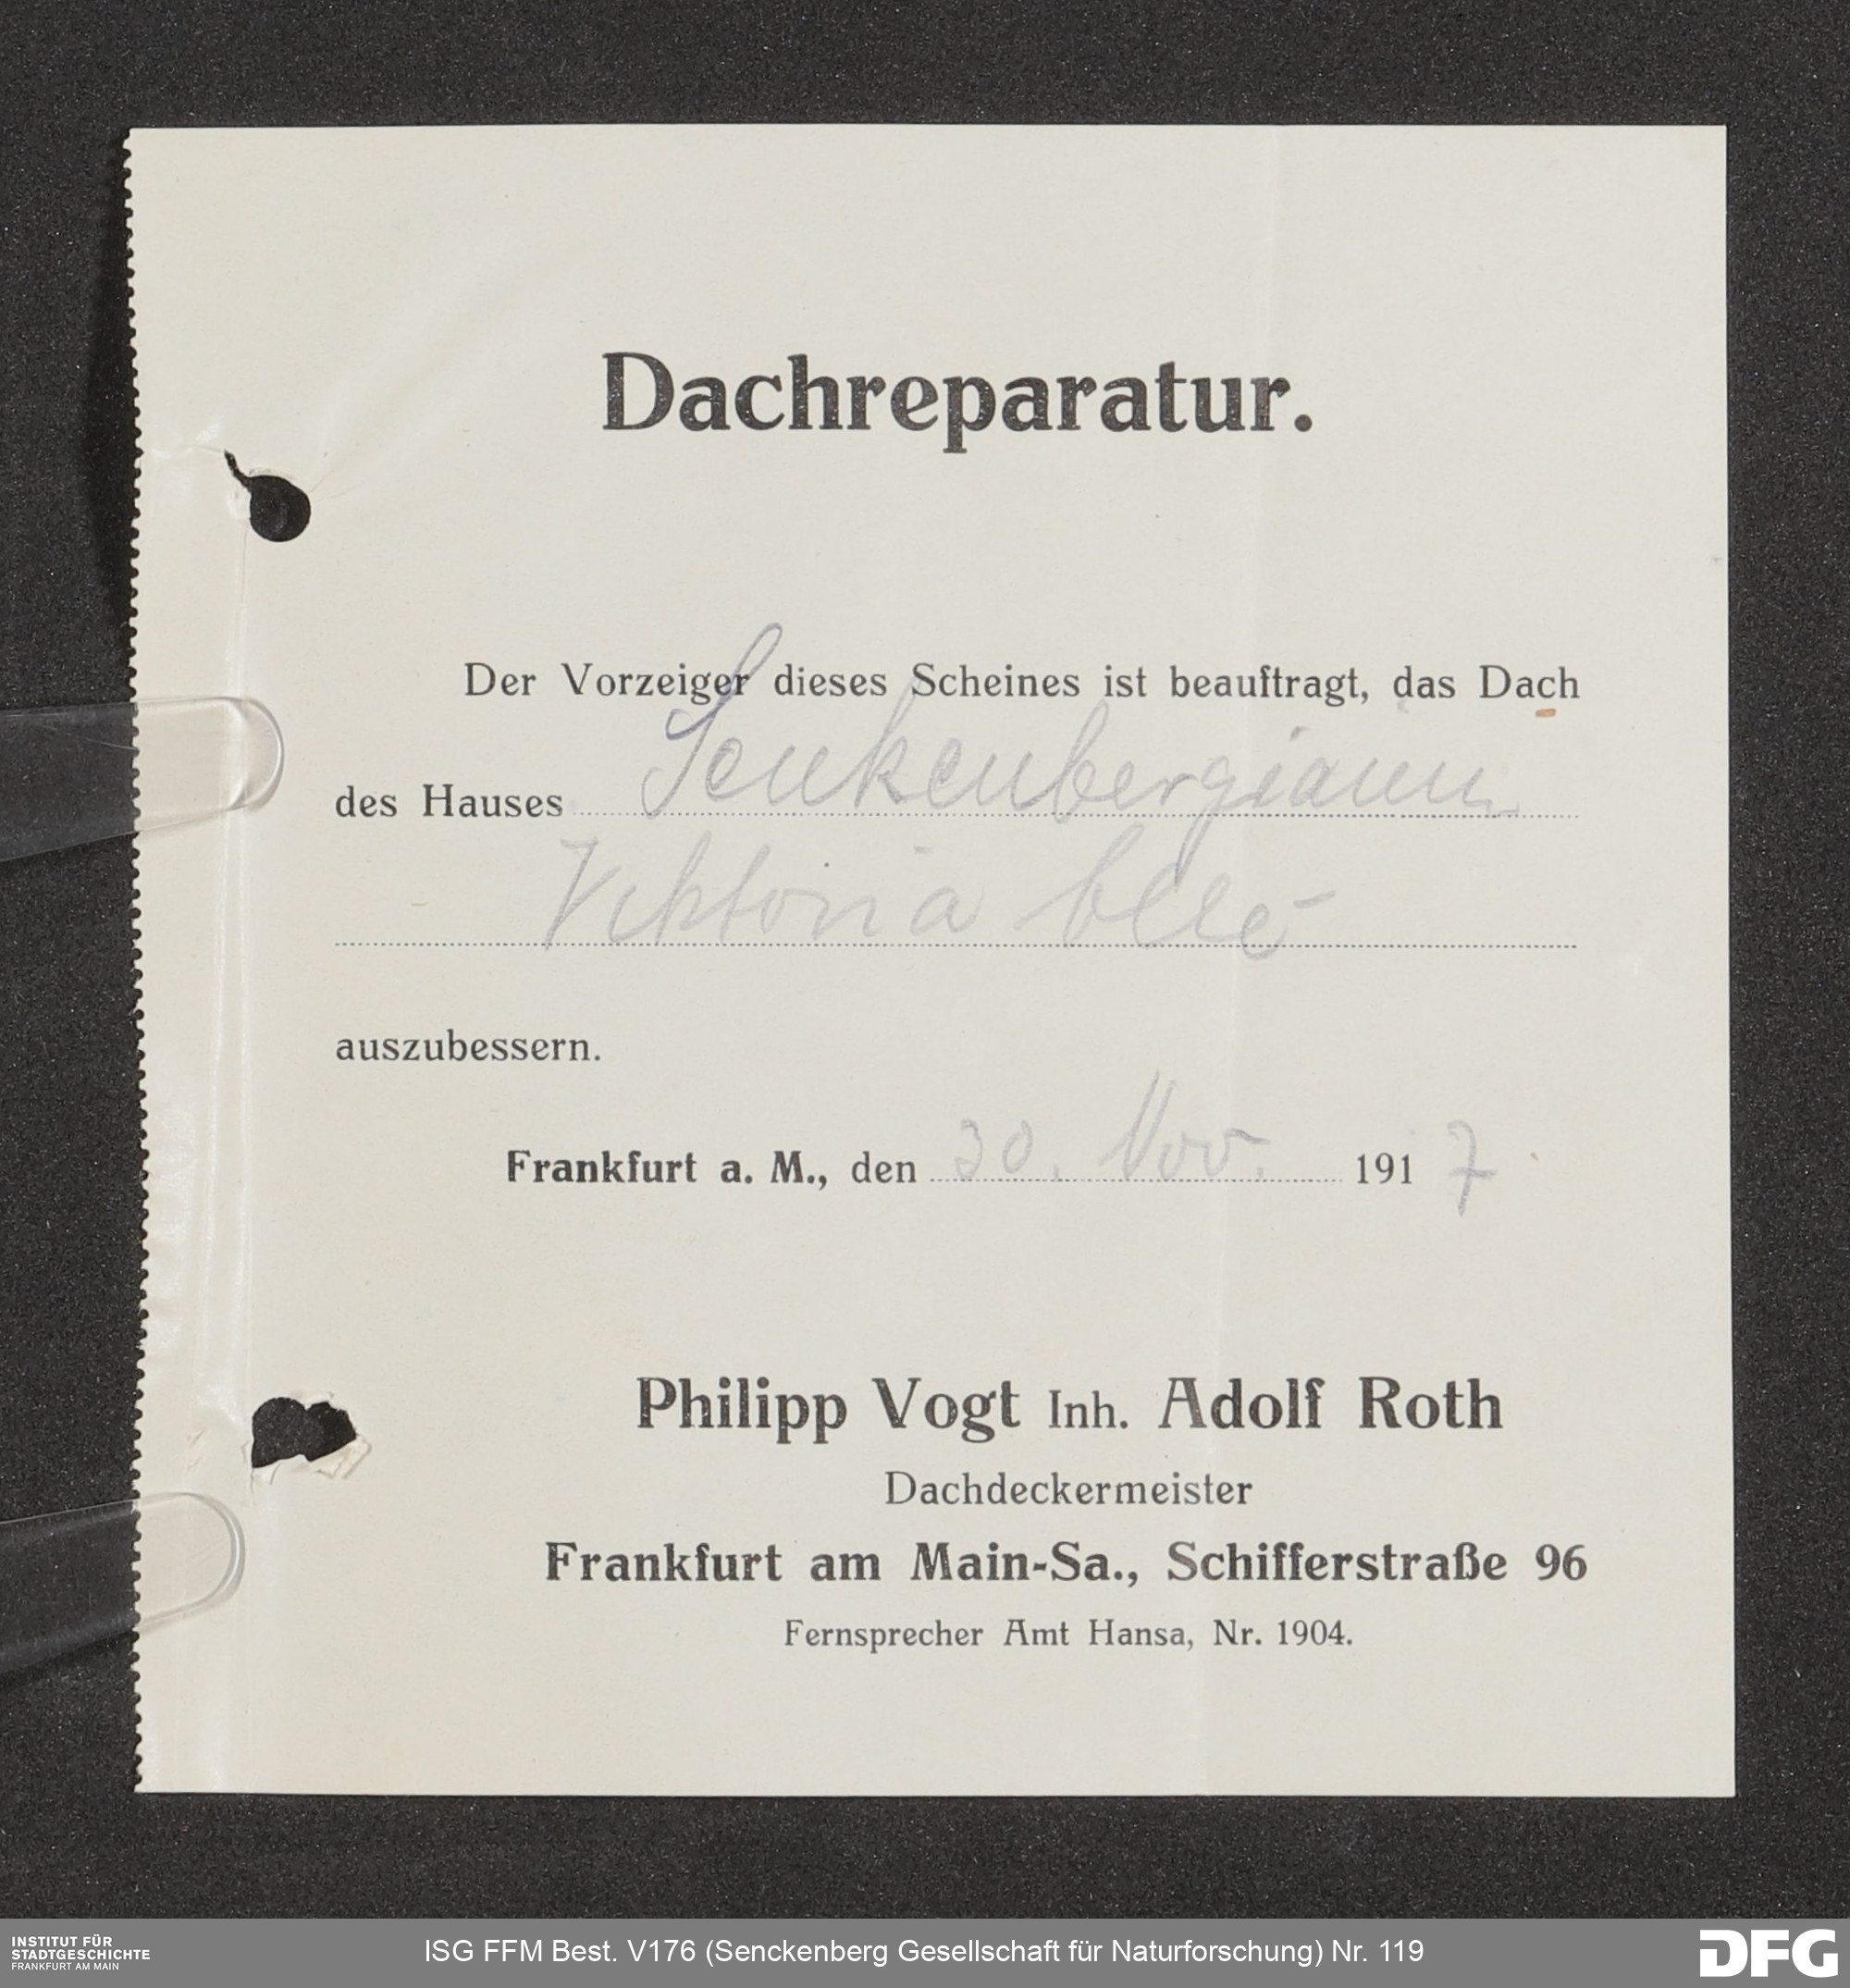 Dachreparatur.
Der Vorzeiger dieses Scheines ist beauftragt, das Dach
des Hauses Senkenbergianum
Viktoria Allé
auszubessern.
Frankfurt a. M., den 30. Nov. 1917
Philipp Vogt Inh. Adolf Roth
Dachdeckermeister
Frankfurt am Main-Sa., Schifferstraße 96
Fernsprecher Amt Hansa, Nr. 1904.
INSTITUT FÜR
STADTGESCHICHTE
FRANKFURT AM MAIN
ISG FFM Best. V176 (Senckenberg Gesellschaft für Naturforschung) Nr. 119
DFG